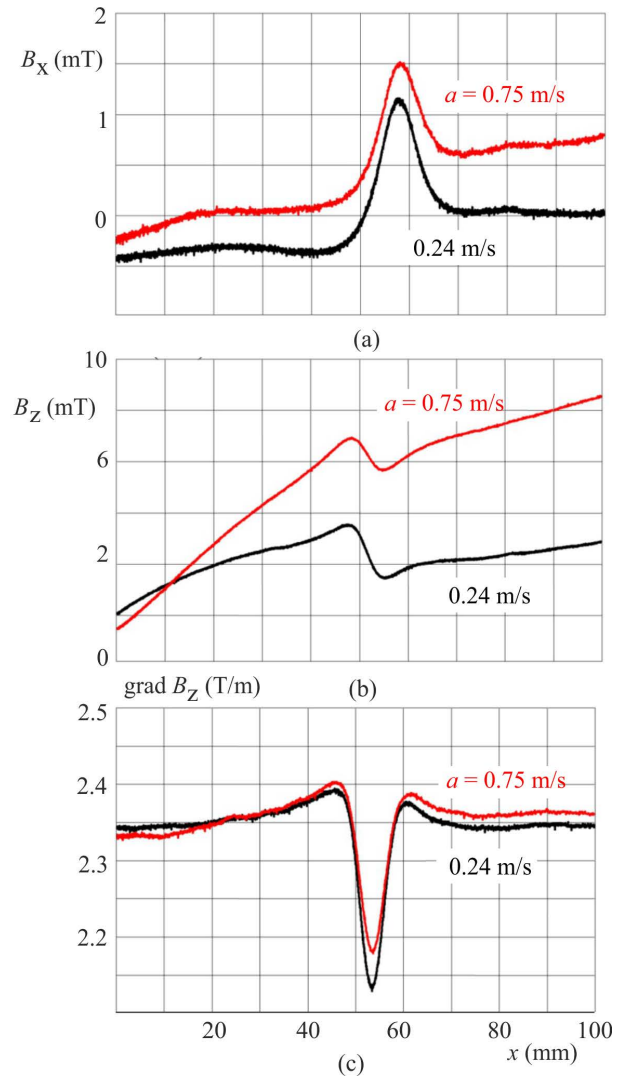 2
B_X (mT)
a = 0.75 m/s
1
0
0.24 m/s
(a)
10
B_Z (mT)
a = 0.75 m/s
6
2
0.24 m/s
0
grad B_Z (T/m)
(b)
2.5
a = 0.75 m/s
2.4
0.24 m/s
2.3
2.2
20 40 60 80 100
x (mm)
(c)